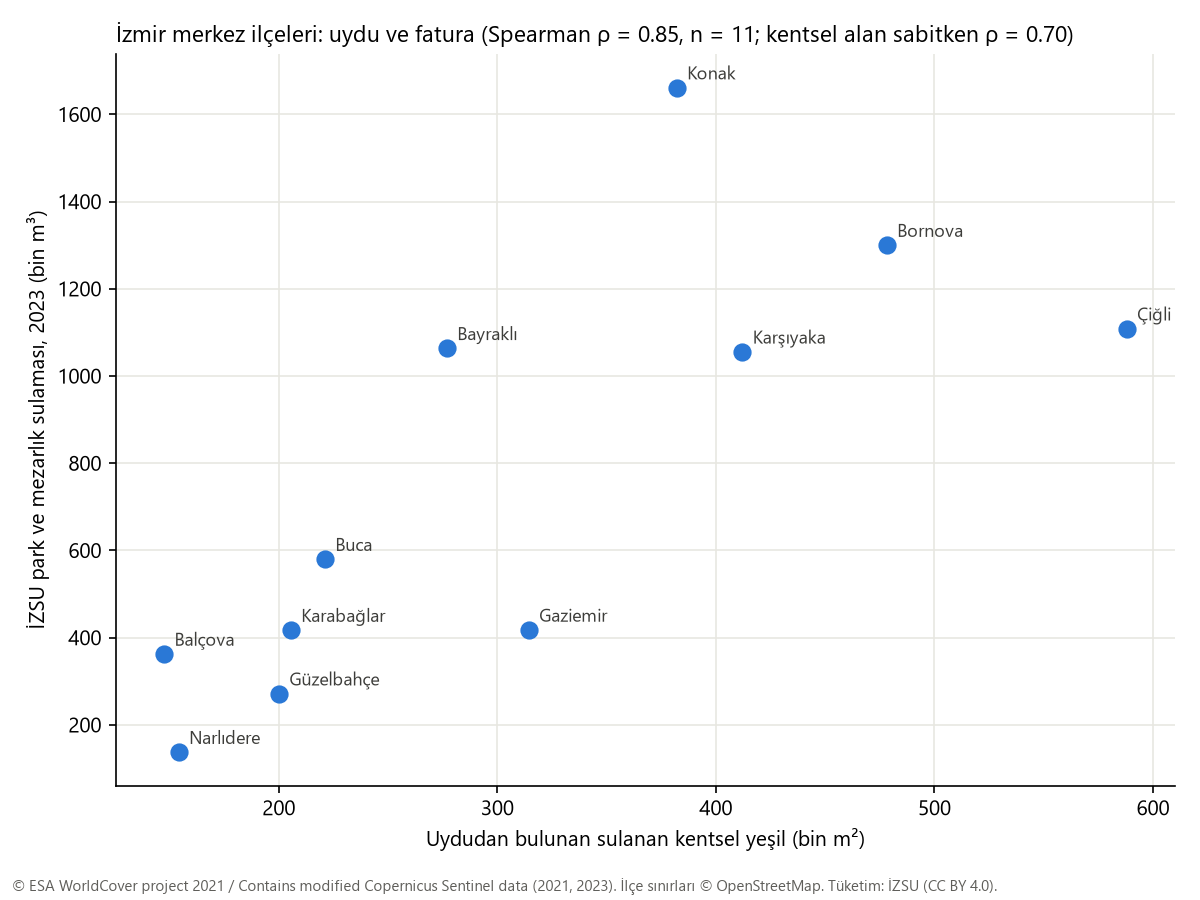 İzmir merkez ilçeleri: uydu ve fatura (Spearman ρ = 0.85, n = 11; kentsel alan sabitken ρ = 0.70)
İZSU park ve mezarlık sulaması, 2023 (bin m³)
1600
1400
1200
1000
800
600
400
200
Konak
Bornova
Çiğli
Bayraklı
Karşıyaka
Buca
Karabağlar
Gaziemir
Balçova
Güzelbahçe
Narlıdere
200 300 400 500 600
Uydudan bulunan sulanan kentsel yeşil (bin m²)
© ESA WorldCover project 2021 / Contains modified Copernicus Sentinel data (2021, 2023). İlçe sınırları © OpenStreetMap. Tüketim: İZSU (CC BY 4.0).